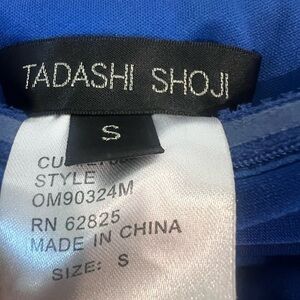 TADASHI SHOJI
S
STYLE
OM90324M
RN 62825
MADE IN CHINA
SIZE: S